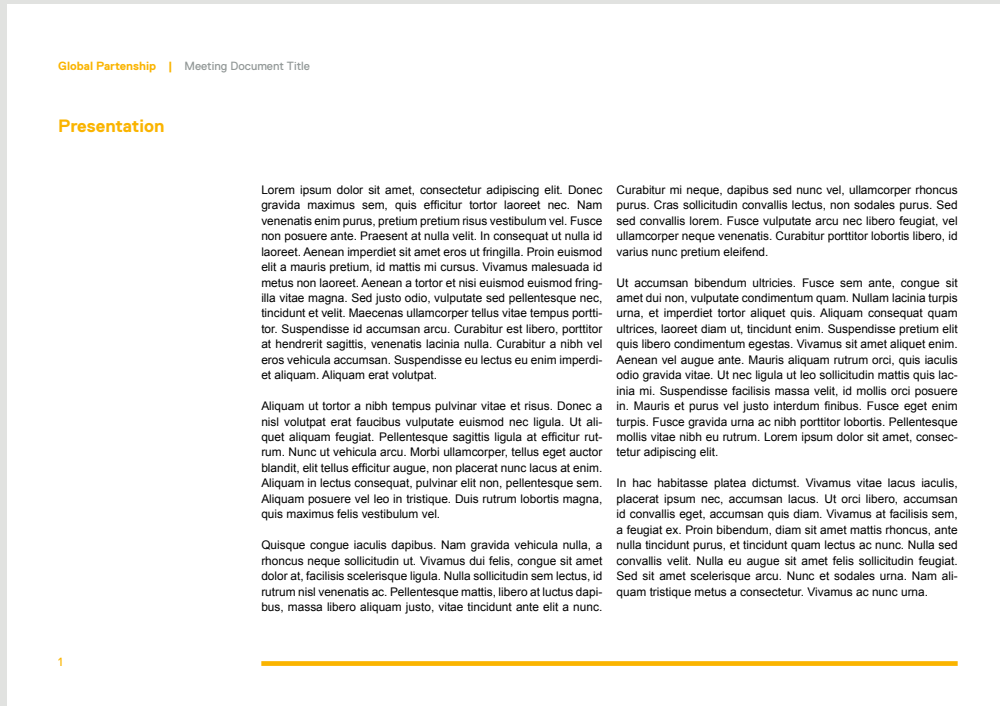 Global Partenship | Meeting Document Title
Presentation
Lorem ipsum dolor sit amet, consectetur adipiscing elit. Donec
gravida maximus sem, quis efficitur tortor laoreet nec. Nam
venenatis enim purus, pretium pretium risus vestibulum vel. Fusce
non posuere ante. Praesent at nulla velit. In consequat ut nulla id
laoreet. Aenean imperdiet sit amet eros ut fringilla. Proin euismod
elit a mauris pretium, id mattis mi cursus. Vivamus malesuada id
metus non laoreet. Aenean a tortor et nisi euismod euismod fring-
illa vitae magna. Sed justo odio, vulputate sed pellentesque nec,
tincidunt et velit. Maecenas ullamcorper tellus vitae tempus portti-
tor. Suspendisse id accumsan arcu. Curabitur est libero, porttitor
at hendrerit sagittis, venenatis lacinia nulla. Curabitur a nibh vel
eros vehicula accumsan. Suspendisse eu lectus eu enim imperdi-
et aliquam. Aliquam erat volutpat.
Aliquam ut tortor a nibh tempus pulvinar vitae et risus. Donec a
nisl volutpat erat faucibus vulputate euismod nec ligula. Ut ali-
quet aliquam feugiat. Pellentesque sagittis ligula at efficitur rut-
rum. Nunc ut vehicula arcu. Morbi ullamcorper, tellus eget auctor
blandit, elit tellus efficitur augue, non placerat nunc lacus at enim.
Aliquam in lectus consequat, pulvinar elit non, pellentesque sem.
Aliquam posuere vel leo in tristique. Duis rutrum lobortis magna,
quis maximus felis vestibulum vel.
Quisque congue iaculis dapibus. Nam gravida vehicula nulla, a
rhoncus neque sollicitudin ut. Vivamus dui felis, congue sit amet
dolor at, facilisis scelerisque ligula. Nulla sollicitudin sem lectus, id
rutrum nisl venenatis ac. Pellentesque mattis, libero at luctus dapi-
bus, massa libero aliquam justo, vitae tincidunt ante elit a nunc.
Curabitur mi neque, dapibus sed nunc vel, ullamcorper rhoncus
purus. Cras sollicitudin convallis lectus, non sodales purus. Sed
sed convallis lorem. Fusce vulputate arcu nec libero feugiat, vel
ullamcorper neque venenatis. Curabitur porttitor lobortis libero, id
varius nunc pretium eleifend.
Ut accumsan bibendum ultricies. Fusce sem ante, congue sit
amet dui non, vulputate condimentum quam. Nullam lacinia turpis
urna, et imperdiet tortor aliquet quis. Aliquam consequat quam
ultrices, laoreet diam ut, tincidunt enim. Suspendisse pretium elit
quis libero condimentum egestas. Vivamus sit amet aliquet enim.
Aenean vel augue ante. Mauris aliquam rutrum orci, quis iaculis
odio gravida vitae. Ut nec ligula ut leo sollicitudin mattis quis lac-
inia mi. Suspendisse facilisis massa velit, id mollis orci posuere
in. Mauris et purus vel justo interdum finibus. Fusce eget enim
turpis. Fusce gravida urna ac nibh porttitor lobortis. Pellentesque
mollis vitae nibh eu rutrum. Lorem ipsum dolor sit amet, consec-
tetur adipiscing elit.
In hac habitasse platea dictumst. Vivamus vitae lacus iaculis,
placerat ipsum nec, accumsan lacus. Ut orci libero, accumsan
id convallis eget, accumsan quis diam. Vivamus at facilisis sem,
a feugiat ex. Proin bibendum, diam sit amet mattis rhoncus, ante
nulla tincidunt purus, et tincidunt quam lectus ac nunc. Nulla sed
convallis velit. Nulla eu augue sit amet felis sollicitudin feugiat.
Sed sit amet scelerisque arcu. Nunc et sodales urna. Nam ali-
quam tristique metus a consectetur. Vivamus ac nunc urna.
1